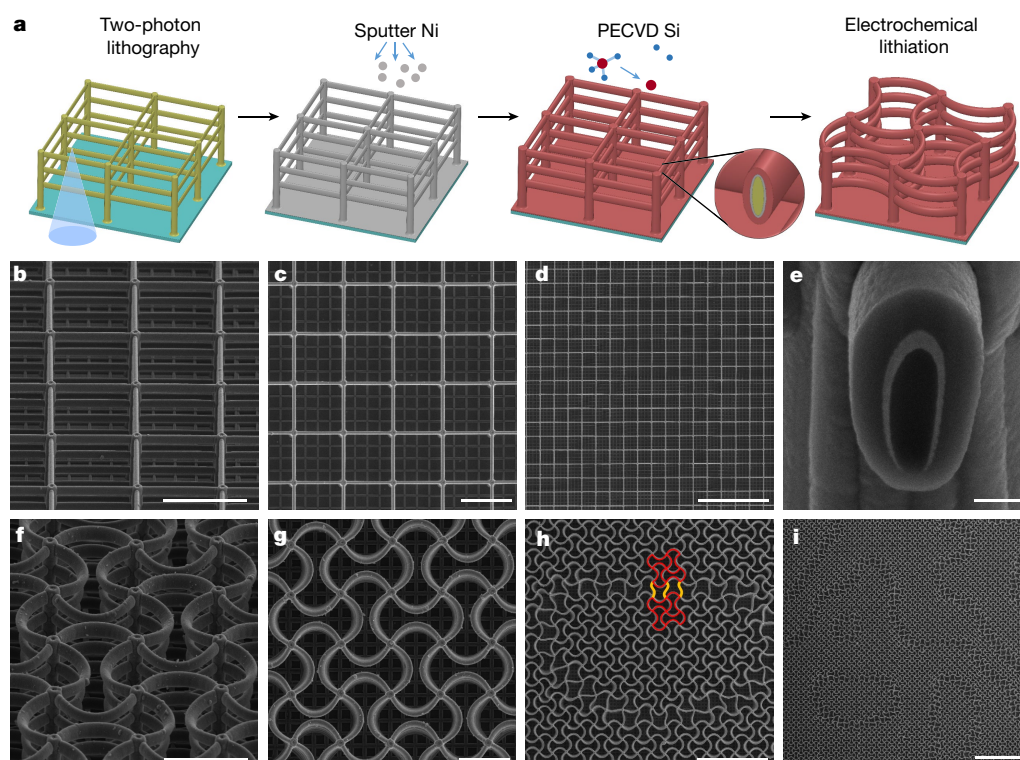 a
Two-photon
lithography
Sputter Ni
PECVD Si
Electrochemical
lithiation
b
c
d
e
f
g
h
i